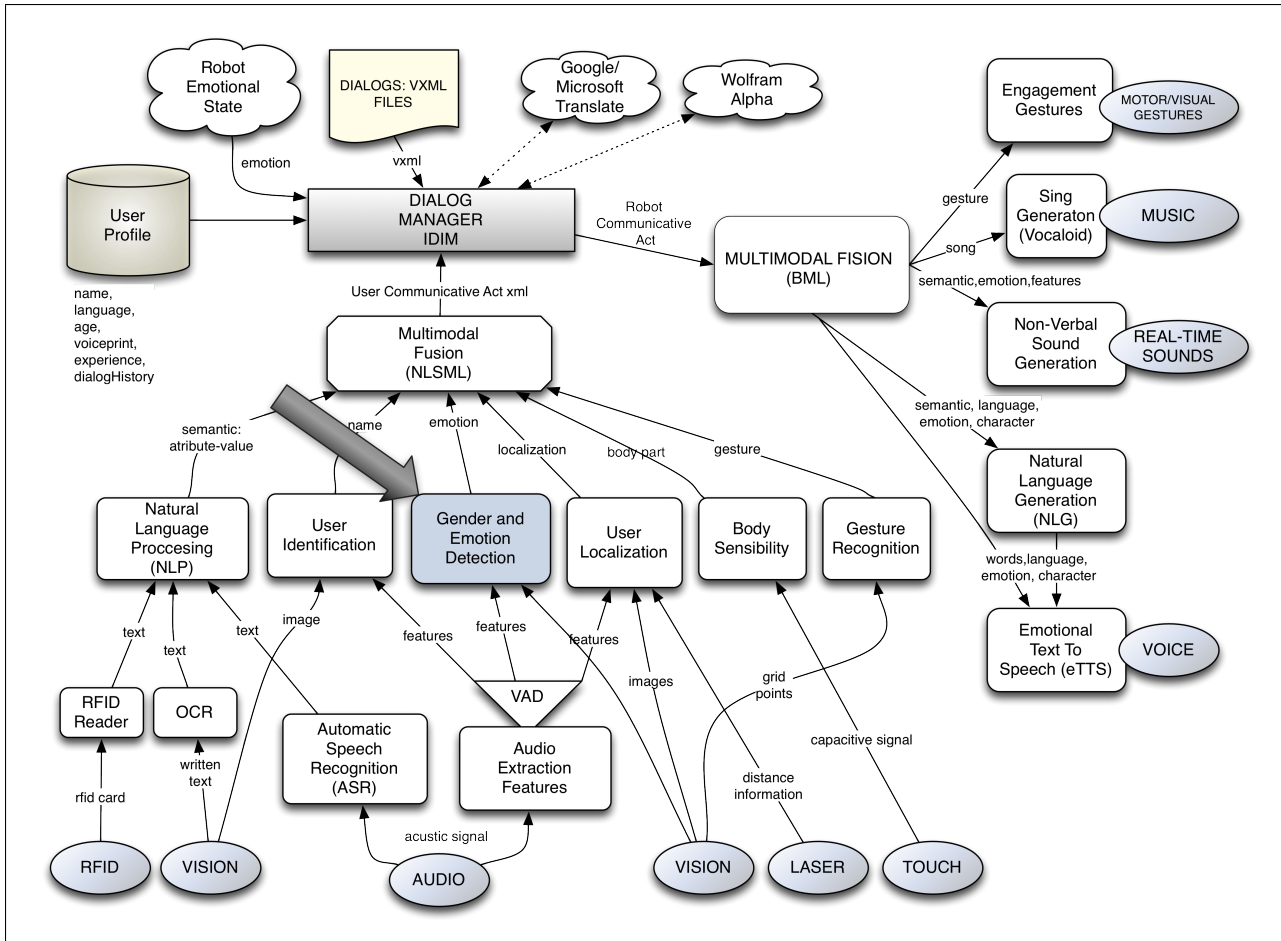 Robot
Emotional
State
DIALOGS: VXML
FILES
Google/
Microsoft
Translate
Wolfram
Alpha
Engagement
Gestures
MOTOR/VISUAL
GESTURES
emotion
vxml
User
Profile
DIALOG
MANAGER
IDIM
Robot
Communicative
Act
gesture
Sing
Generaton
(Vocaloid)
MUSIC
song
MULTIMODAL FISION
(BML)
semantic,emotion,features
name,
language,
age,
voiceprint,
experience,
dialogHistory
User Communicative Act xml
Multimodal
Fusion
(NLSML)
Non-Verbal
Sound
Generation
REAL-TIME
SOUNDS
semantic:
atribute-value
name
emotion
localization
body part
gesture
semantic, language,
emotion, character
Natural
Language
Proccesing
(NLP)
User
Identification
Gender and
Emotion
Detection
User
Localization
Body
Sensibility
Gesture
Recognition
Natural
Language
Generation
(NLG)
words,language,
emotion, character
text
text
image
text
features
features
features
images
grid
points
Emotional
Text To
Speech (eTTS)
VOICE
RFID
Reader
OCR
VAD
Automatic
Speech
Recognition
(ASR)
Audio
Extraction
Features
capacitive signal
written
text
rfid card
distance
information
acustic signal
RFID
VISION
AUDIO
VISION
LASER
TOUCH